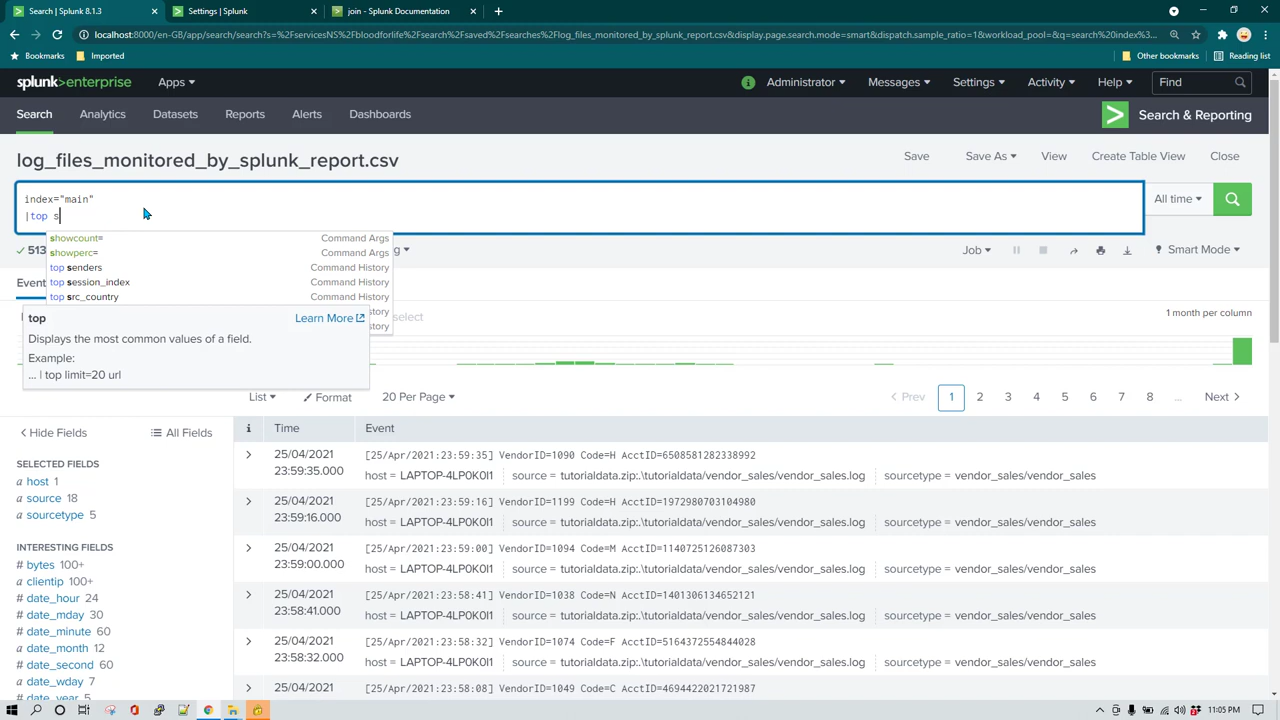 Search | Splunk 8.1.3
Settings | Splunk
join - Splunk Documentation
localhost:8000/en-GB/app/search/search?s=%2FservicesNS%2Fbloodforlife%2Fsearch%2Fsaved%2Fsearches%2Flog_files_monitored_by_splunk_report.csv&display.page.search.mode=smart&dispatch.sample_ratio=1&workload_pool=&q=search%20index%3...
Bookmarks
Imported
Other bookmarks
Reading list
splunk>enterprise
Apps
Administrator
Messages
Settings
Activity
Help
Find
Search
Analytics
Datasets
Reports
Alerts
Dashboards
Search & Reporting
log_files_monitored_by_splunk_report.csv
Save
Save As
View
Create Table View
Close
index="main"
|top s
All time
showcount= Command Args
showperc= Command Args
top senders Command History
top session_index Command History
top src_country Command History
story
story
513
g
Job
Smart Mode
Event
select
1 month per column
top
Learn More
Displays the most common values of a field.
Example:
... | top limit=20 url
List
Format
20 Per Page
Prev
1 2 3 4 5 6 7 8 ...
Next
Hide Fields
All Fields
SELECTED FIELDS
a host 1
a source 18
a sourcetype 5
INTERESTING FIELDS
# bytes 100+
a clientip 100+
# date_hour 24
# date_mday 30
# date_minute 60
a date_month 12
# date_second 60
a date_wday 7
# date_year 5
i Time Event
25/04/2021 23:59:35.000
[25/Apr/2021:23:59:35] VendorID=1090 Code=H AcctID=6508581282338992
host = LAPTOP-4LP0K0I1 source = tutorialdata.zip:.\tutorialdata/vendor_sales/vendor_sales.log sourcetype = vendor_sales/vendor_sales
25/04/2021 23:59:16.000
[25/Apr/2021:23:59:16] VendorID=1199 Code=H AcctID=1972980703104980
host = LAPTOP-4LP0K0I1 source = tutorialdata.zip:.\tutorialdata/vendor_sales/vendor_sales.log sourcetype = vendor_sales/vendor_sales
25/04/2021 23:59:00.000
[25/Apr/2021:23:59:00] VendorID=1094 Code=M AcctID=1140725126087303
host = LAPTOP-4LP0K0I1 source = tutorialdata.zip:.\tutorialdata/vendor_sales/vendor_sales.log sourcetype = vendor_sales/vendor_sales
25/04/2021 23:58:41.000
[25/Apr/2021:23:58:41] VendorID=1038 Code=N AcctID=1401306134652121
host = LAPTOP-4LP0K0I1 source = tutorialdata.zip:.\tutorialdata/vendor_sales/vendor_sales.log sourcetype = vendor_sales/vendor_sales
25/04/2021 23:58:32.000
[25/Apr/2021:23:58:32] VendorID=1074 Code=F AcctID=5164372554844028
host = LAPTOP-4LP0K0I1 source = tutorialdata.zip:.\tutorialdata/vendor_sales/vendor_sales.log sourcetype = vendor_sales/vendor_sales
25/04/2021
[25/Apr/2021:23:58:08] VendorID=1049 Code=C AcctID=4694422021721987
11:05 PM